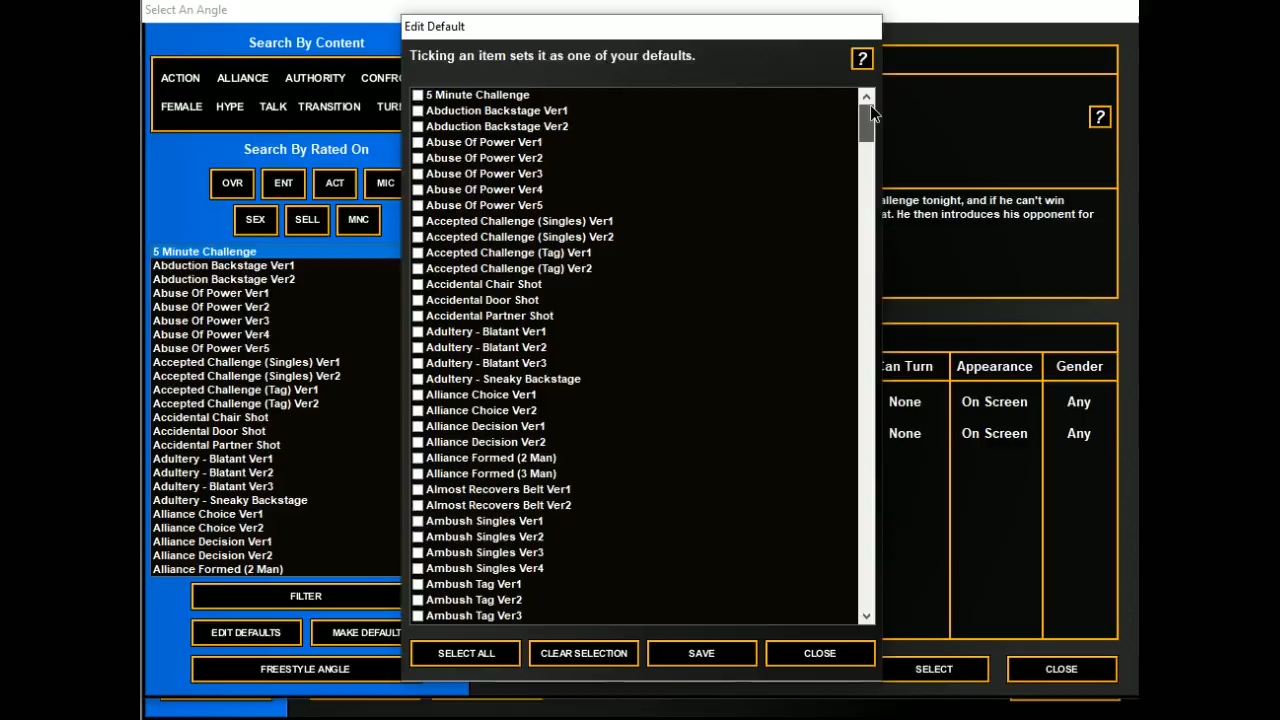 Select An Angle
Search By Content
ACTION ALLIANCE AUTHORITY CONFR
FEMALE HYPE TALK TRANSITION TURN
Search By Rated On
OVR ENT ACT MIC
SEX SELL MNC
5 Minute Challenge
Abduction Backstage Ver1
Abduction Backstage Ver2
Abuse Of Power Ver1
Abuse Of Power Ver2
Abuse Of Power Ver3
Abuse Of Power Ver4
Abuse Of Power Ver5
Accepted Challenge (Singles) Ver1
Accepted Challenge (Singles) Ver2
Accepted Challenge (Tag) Ver1
Accepted Challenge (Tag) Ver2
Accidental Chair Shot
Accidental Door Shot
Accidental Partner Shot
Adultery - Blatant Ver1
Adultery - Blatant Ver2
Adultery - Blatant Ver3
Adultery - Sneaky Backstage
Alliance Choice Ver1
Alliance Choice Ver2
Alliance Decision Ver1
Alliance Decision Ver2
Alliance Formed (2 Man)
FILTER
EDIT DEFAULTS MAKE DEFAULT
FREESTYLE ANGLE
Edit Default
Ticking an item sets it as one of your defaults.
?
5 Minute Challenge
Abduction Backstage Ver1
Abduction Backstage Ver2
Abuse Of Power Ver1
Abuse Of Power Ver2
Abuse Of Power Ver3
Abuse Of Power Ver4
Abuse Of Power Ver5
Accepted Challenge (Singles) Ver1
Accepted Challenge (Singles) Ver2
Accepted Challenge (Tag) Ver1
Accepted Challenge (Tag) Ver2
Accidental Chair Shot
Accidental Door Shot
Accidental Partner Shot
Adultery - Blatant Ver1
Adultery - Blatant Ver2
Adultery - Blatant Ver3
Adultery - Sneaky Backstage
Alliance Choice Ver1
Alliance Choice Ver2
Alliance Decision Ver1
Alliance Decision Ver2
Alliance Formed (2 Man)
Alliance Formed (3 Man)
Almost Recovers Belt Ver1
Almost Recovers Belt Ver2
Ambush Singles Ver1
Ambush Singles Ver2
Ambush Singles Ver3
Ambush Singles Ver4
Ambush Tag Ver1
Ambush Tag Ver2
Ambush Tag Ver3
SELECT ALL CLEAR SELECTION SAVE CLOSE
?
allenge tonight, and if he can't win
at. He then introduces his opponent for
Can Turn Appearance Gender
None On Screen Any
None On Screen Any
SELECT CLOSE